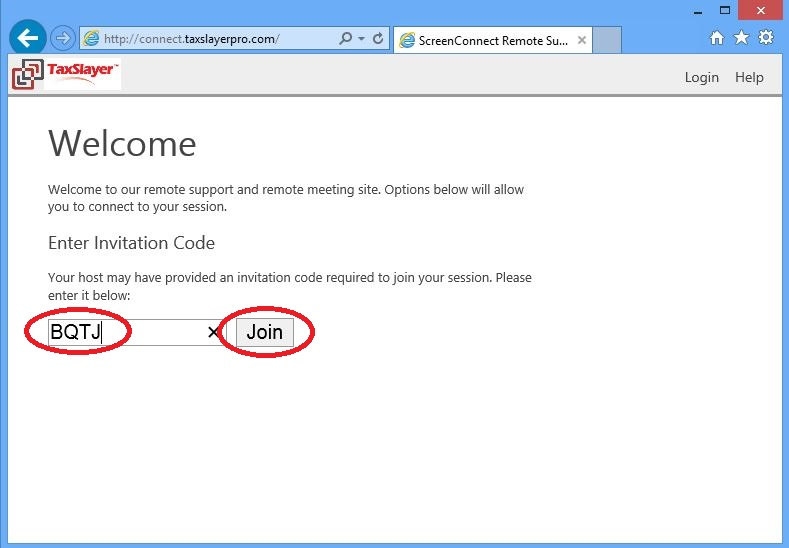 http://connect.taxslayerpro.com/
ScreenConnect Remote Su...
TaxSlayer™
Login Help
Welcome
Welcome to our remote support and remote meeting site. Options below will allow
you to connect to your session.
Enter Invitation Code
Your host may have provided an invitation code required to join your session. Please
enter it below:
BQTJ Join